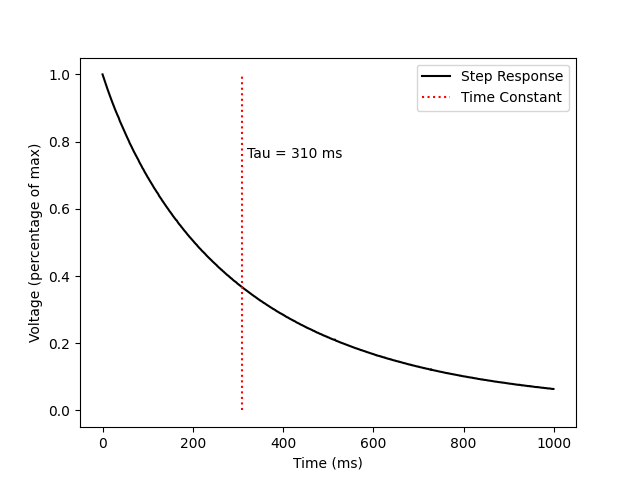 Step Response
Time Constant
Tau = 310 ms
Voltage (percentage of max)
1.0
0.8
0.6
0.4
0.2
0.0
0 200 400 600 800 1000
Time (ms)